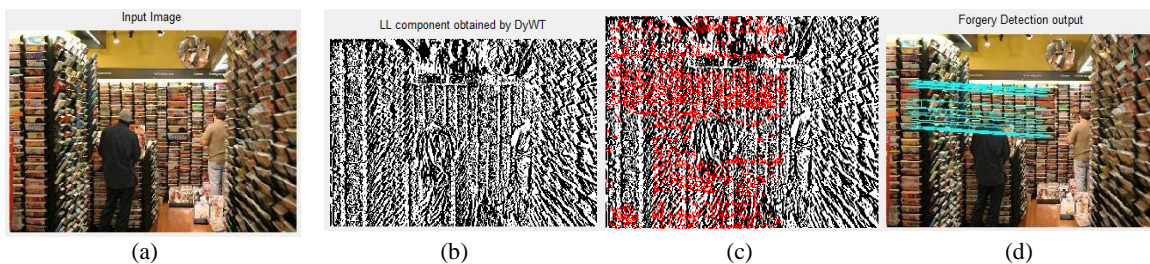 Input Image
LL component obtained by DyWT
Forgery Detection output
(a)
(b)
(c)
(d)